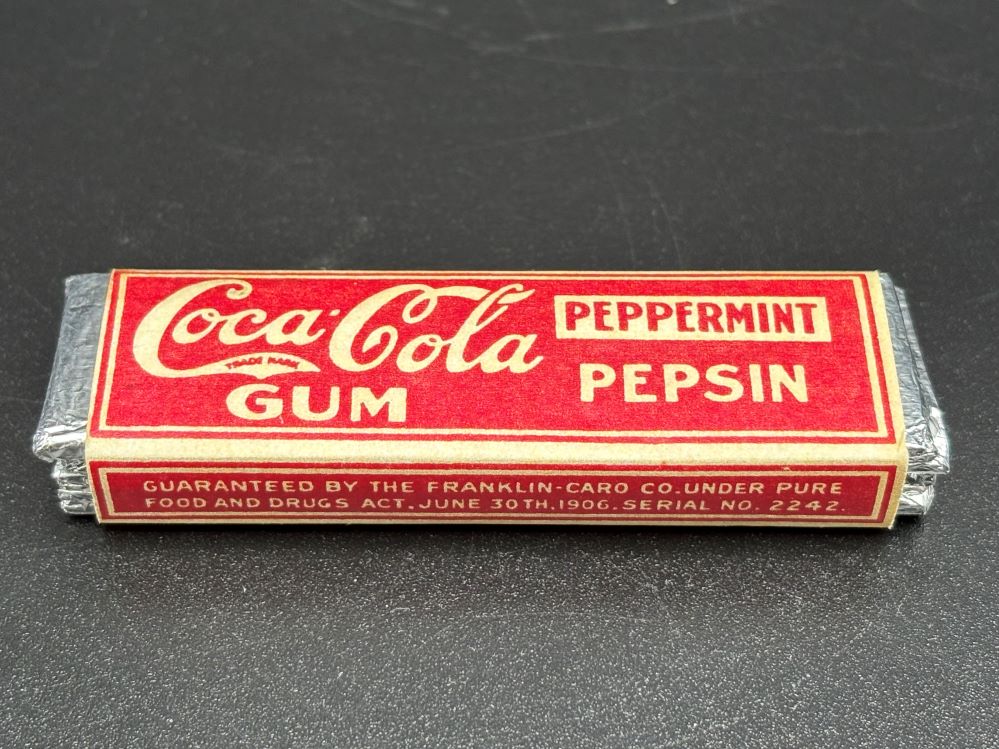 Coca-Cola
TRADE MARK
GUM
PEPPERMINT
PEPSIN
GUARANTEED BY THE FRANKLIN-CARO CO. UNDER PURE
FOOD AND DRUGS ACT. JUNE 30TH. 1906. SERIAL NO. 2242.